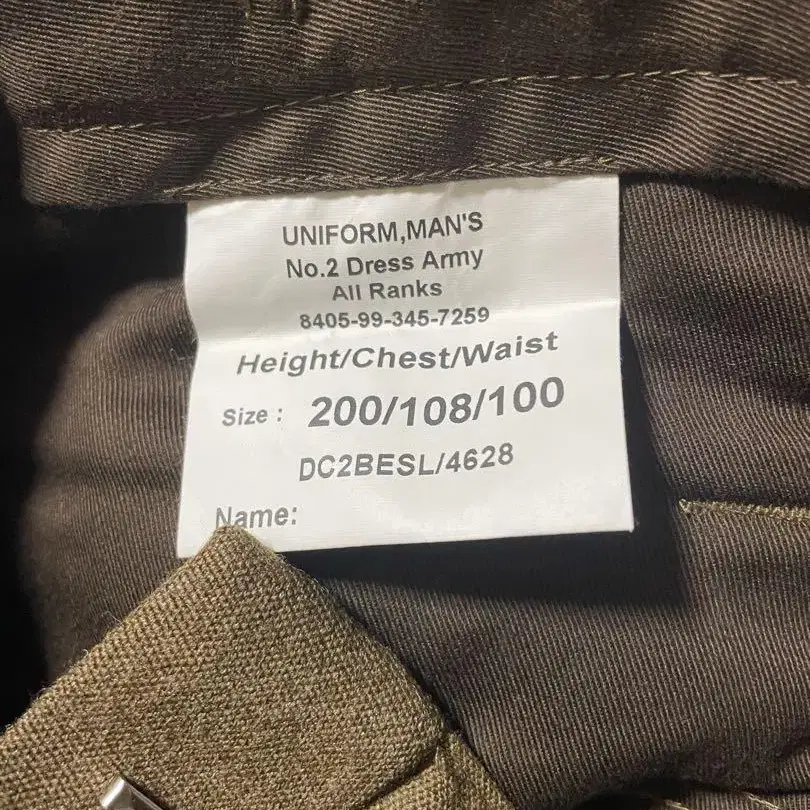 UNIFORM,MAN'S
No.2 Dress Army
All Ranks
8405-99-345-7259
Height/Chest/Waist
Size : 200/108/100
DC2BESL/4628
Name: